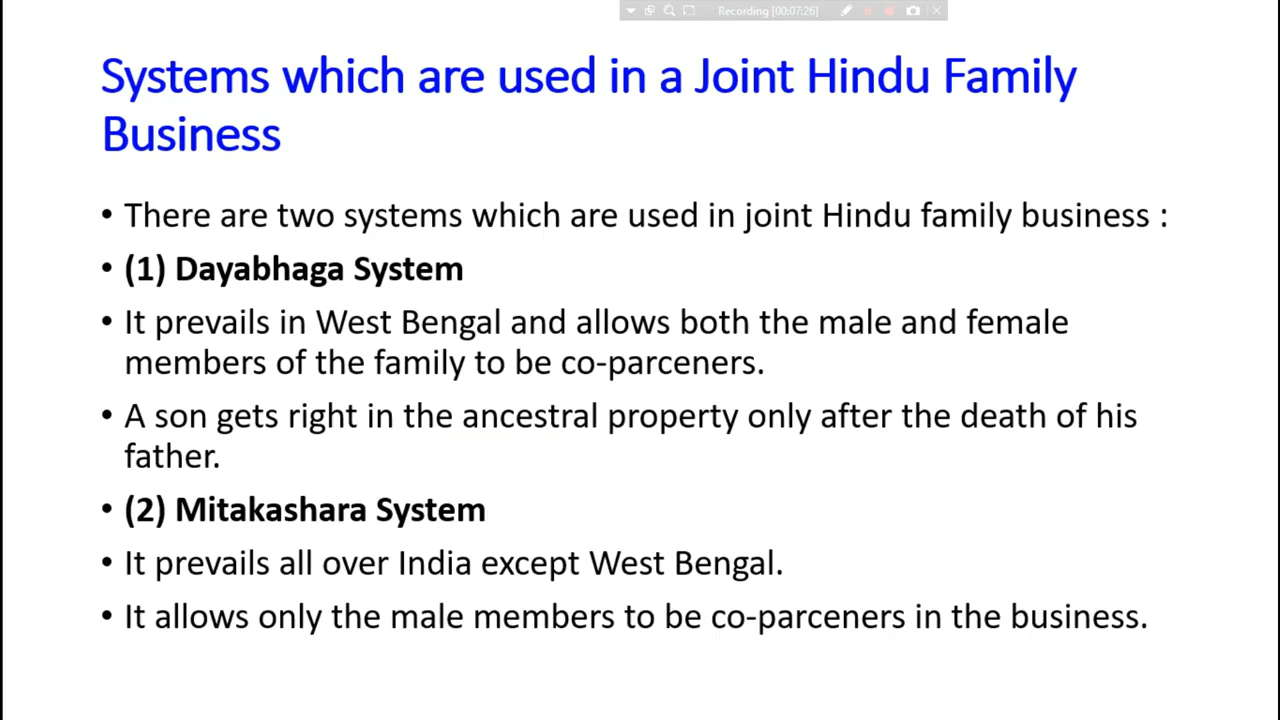 Recording [00:07:26]
Systems which are used in a Joint Hindu Family
Business
• There are two systems which are used in joint Hindu family business :
• (1) Dayabhaga System
• It prevails in West Bengal and allows both the male and female
members of the family to be co-parceners.
• A son gets right in the ancestral property only after the death of his
father.
• (2) Mitakashara System
• It prevails all over India except West Bengal.
• It allows only the male members to be co-parceners in the business.